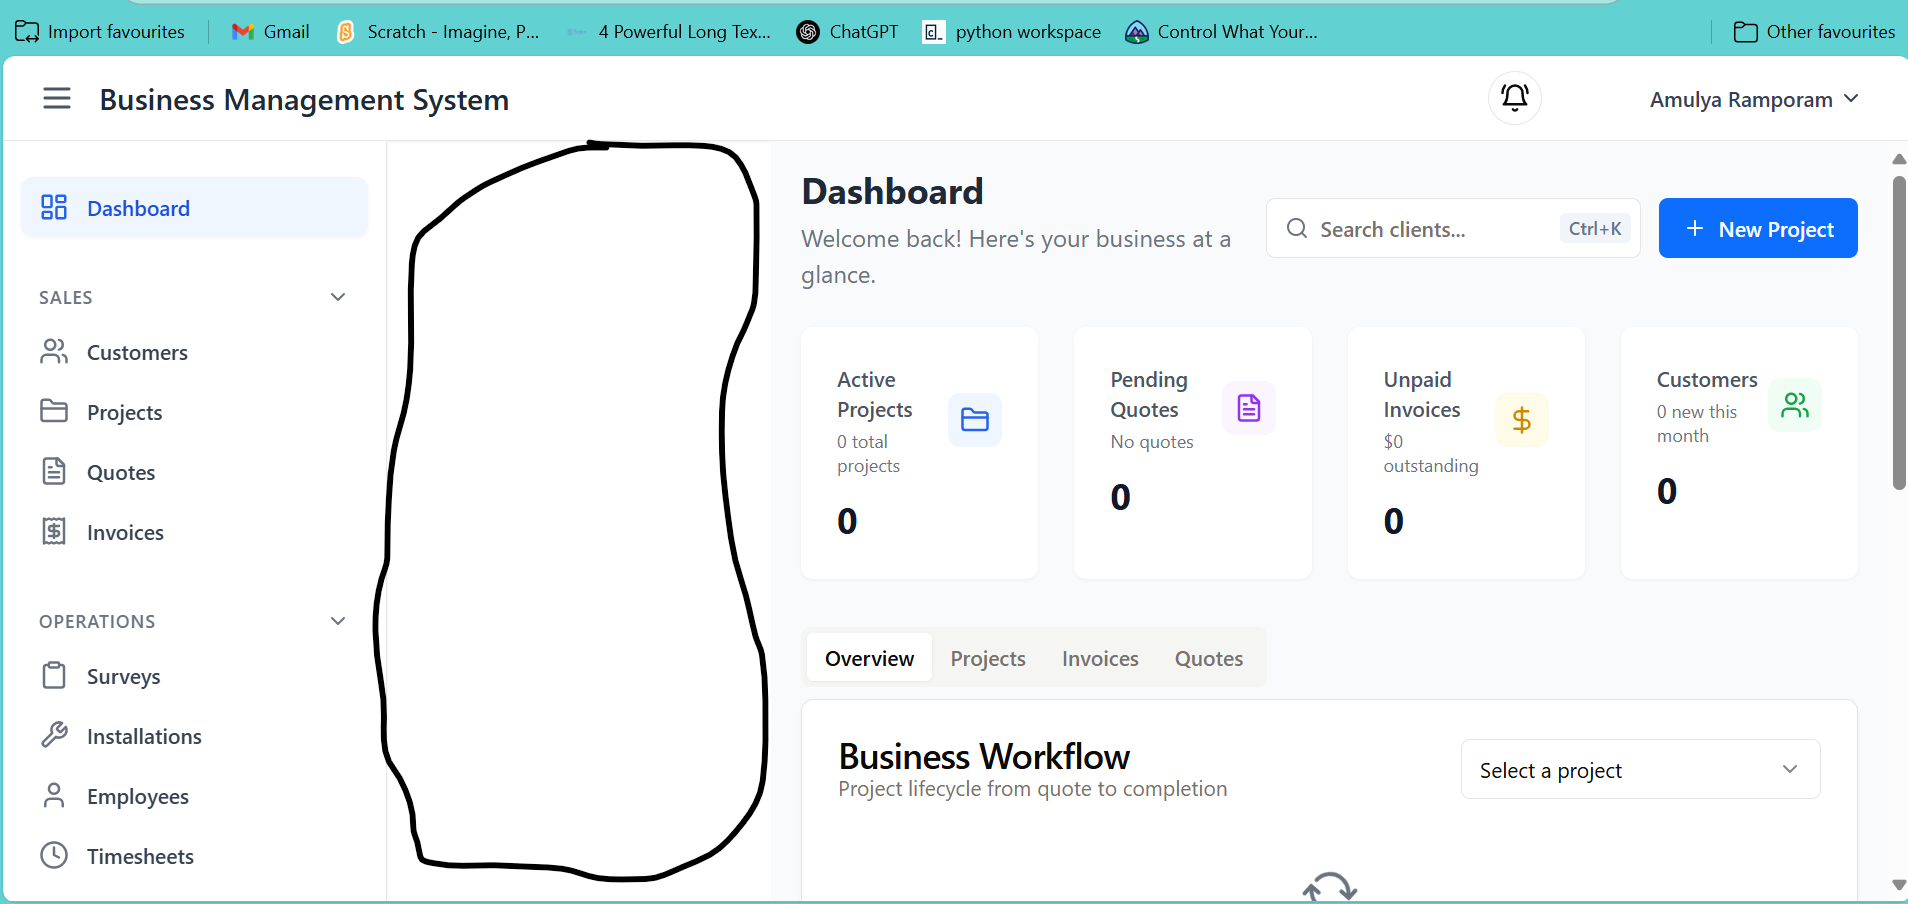 Import favourites
Gmail
Scratch - Imagine, P...
4 Powerful Long Tex...
ChatGPT
python workspace
Control What Your...
Other favourites
Business Management System
Amulya Ramporam
Dashboard
SALES
Customers
Projects
Quotes
Invoices
OPERATIONS
Surveys
Installations
Employees
Timesheets
Dashboard
Welcome back! Here's your business at a
glance.
Search clients...
Ctrl+K
+ New Project
Active
Projects
0 total
projects
0
Pending
Quotes
No quotes
0
Unpaid
Invoices
$0
outstanding
0
Customers
0 new this
month
0
Overview
Projects
Invoices
Quotes
Business Workflow
Project lifecycle from quote to completion
Select a project